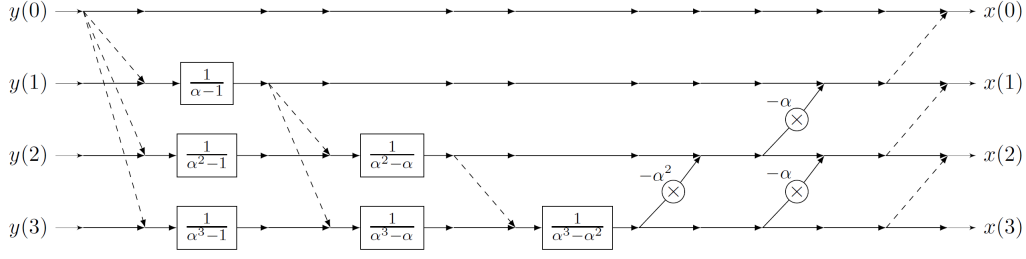 y(0) x(0)
y(1) 1/(α−1) −α x(1)
y(2) 1/(α²−1) 1/(α²−α) −α² −α x(2)
y(3) 1/(α³−1) 1/(α³−α) 1/(α³−α²) x(3)